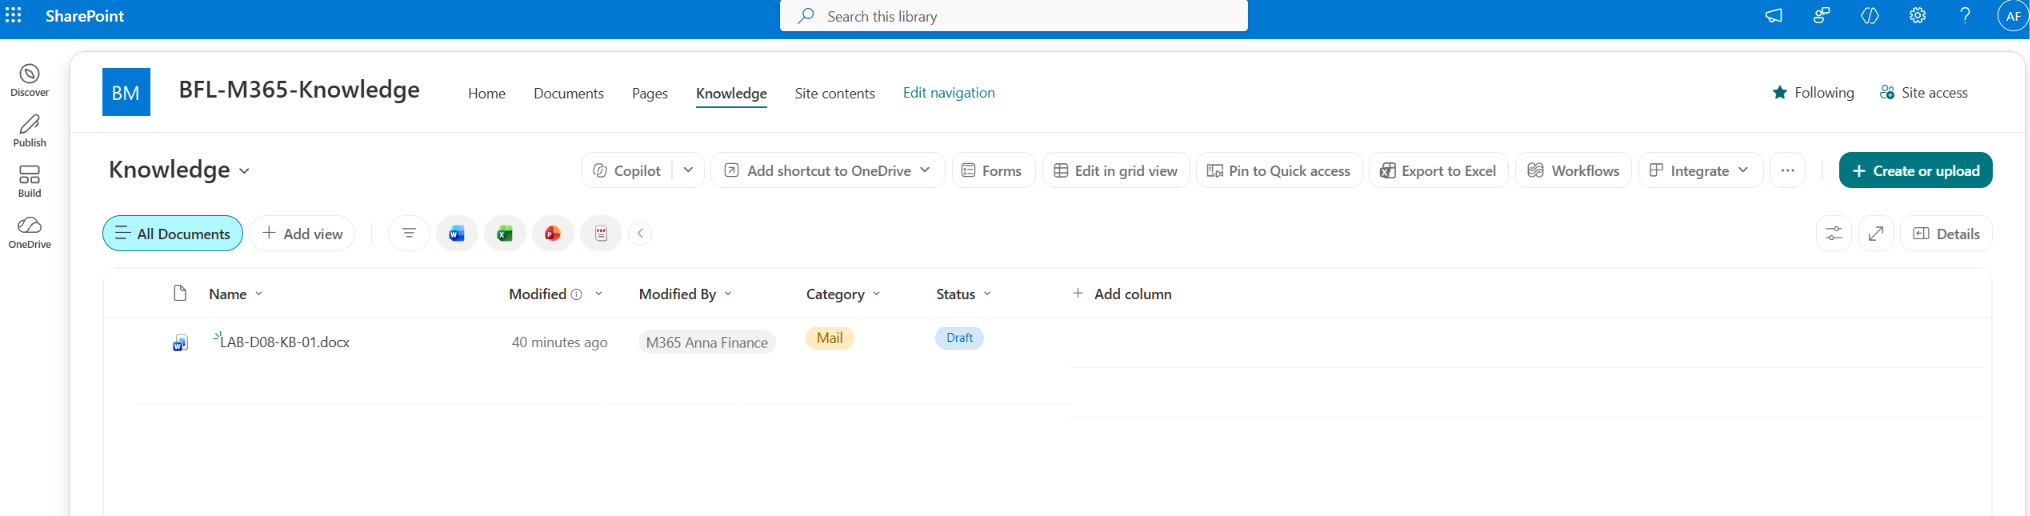 SharePoint
Search this library
AF
Discover
Publish
Build
OneDrive
BM
BFL-M365-Knowledge
Home Documents Pages Knowledge Site contents Edit navigation
Following Site access
Knowledge
Copilot Add shortcut to OneDrive Forms Edit in grid view Pin to Quick access Export to Excel Workflows Integrate ... + Create or upload
All Documents + Add view
Details
Name Modified Modified By Category Status + Add column
LAB-D08-KB-01.docx 40 minutes ago M365 Anna Finance Mail Draft